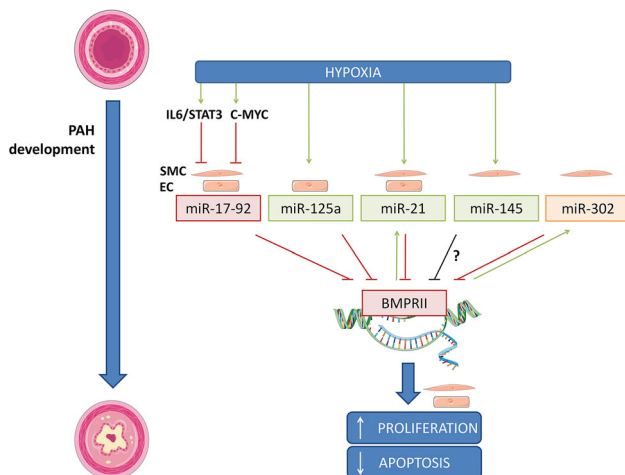 HYPOXIA
IL6/STAT3 C-MYC
PAH
development
SMC
EC
miR-17-92 miR-125a miR-21 miR-145 miR-302
?
BMPRII
↑ PROLIFERATION
↓ APOPTOSIS